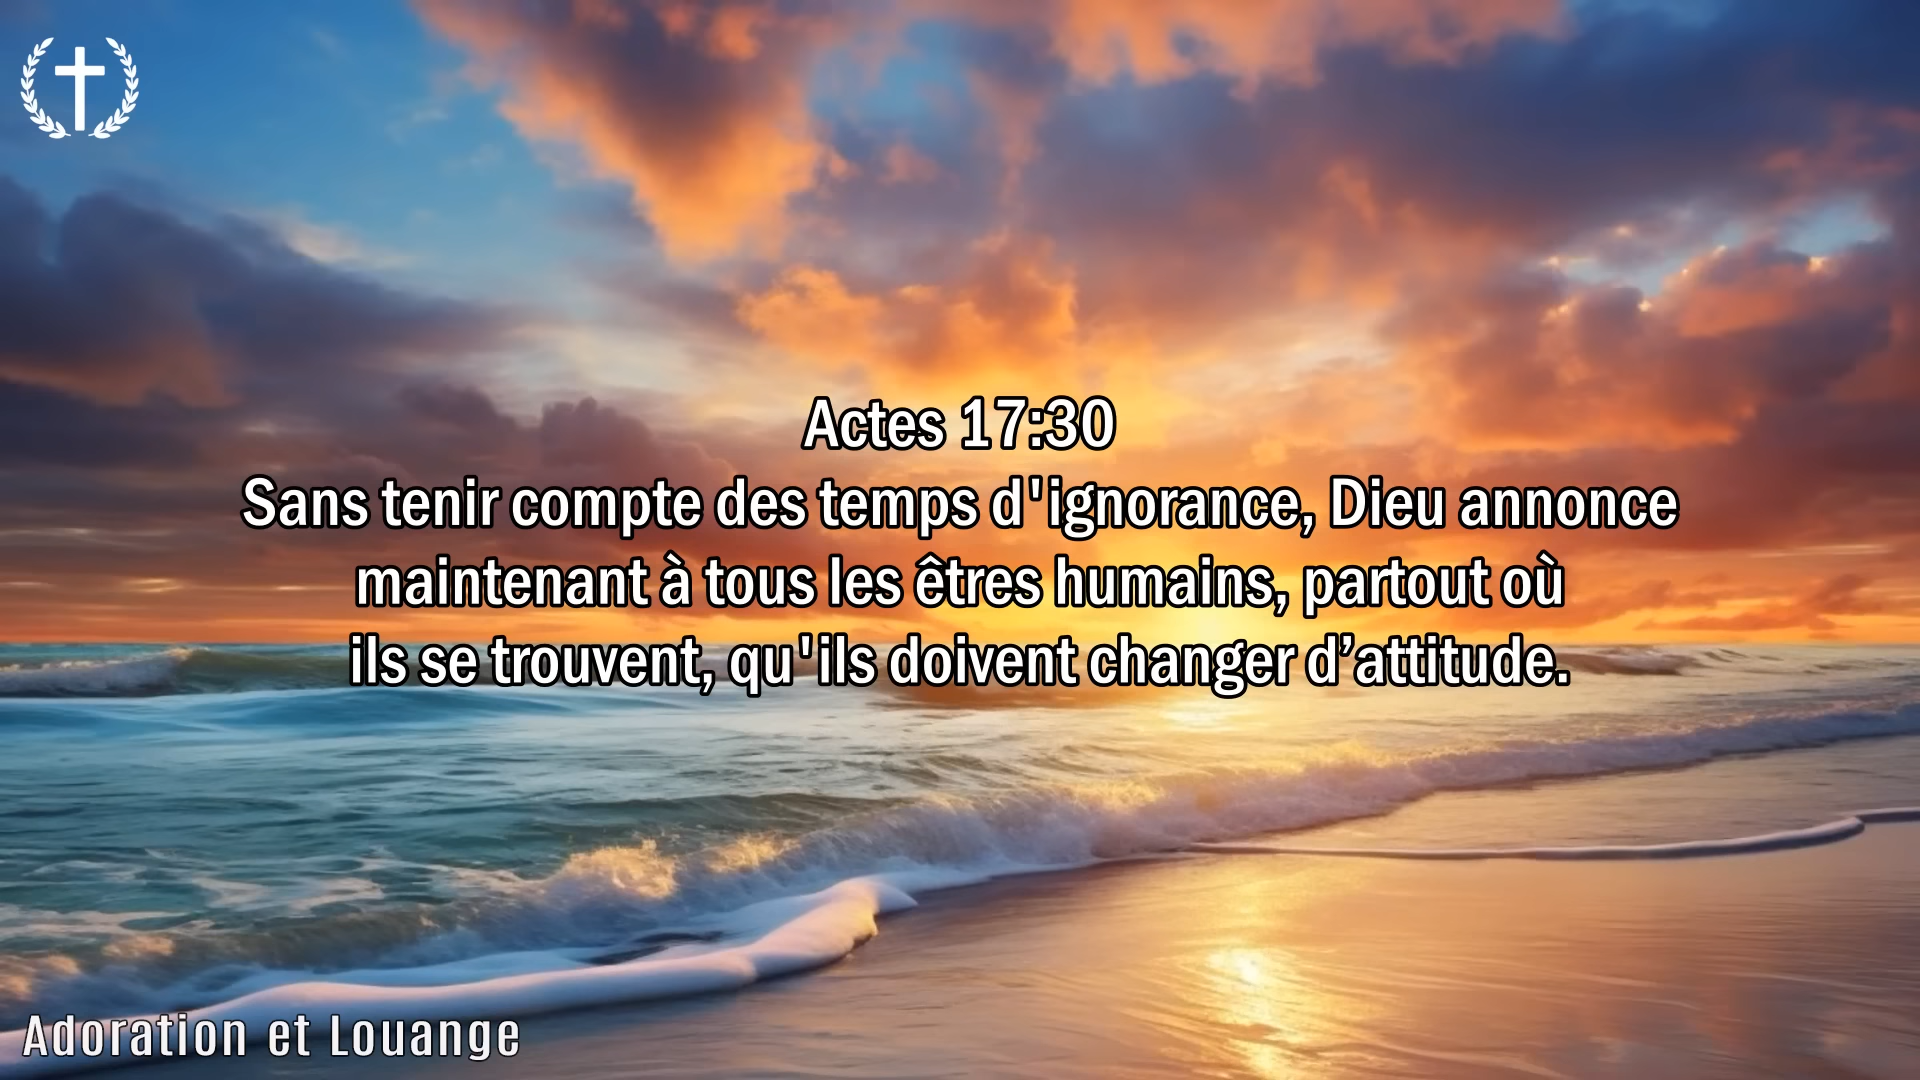 Actes 17:30
Sans tenir compte des temps d'ignorance, Dieu annonce
maintenant à tous les êtres humains, partout où
ils se trouvent, qu'ils doivent changer d’attitude.
Adoration et Louange